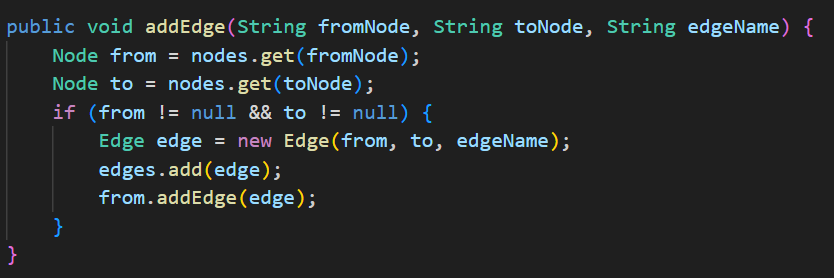 public void addEdge(String fromNode, String toNode, String edgeName) {
    Node from = nodes.get(fromNode);
    Node to = nodes.get(toNode);
    if (from != null && to != null) {
        Edge edge = new Edge(from, to, edgeName);
        edges.add(edge);
        from.addEdge(edge);
    }
}